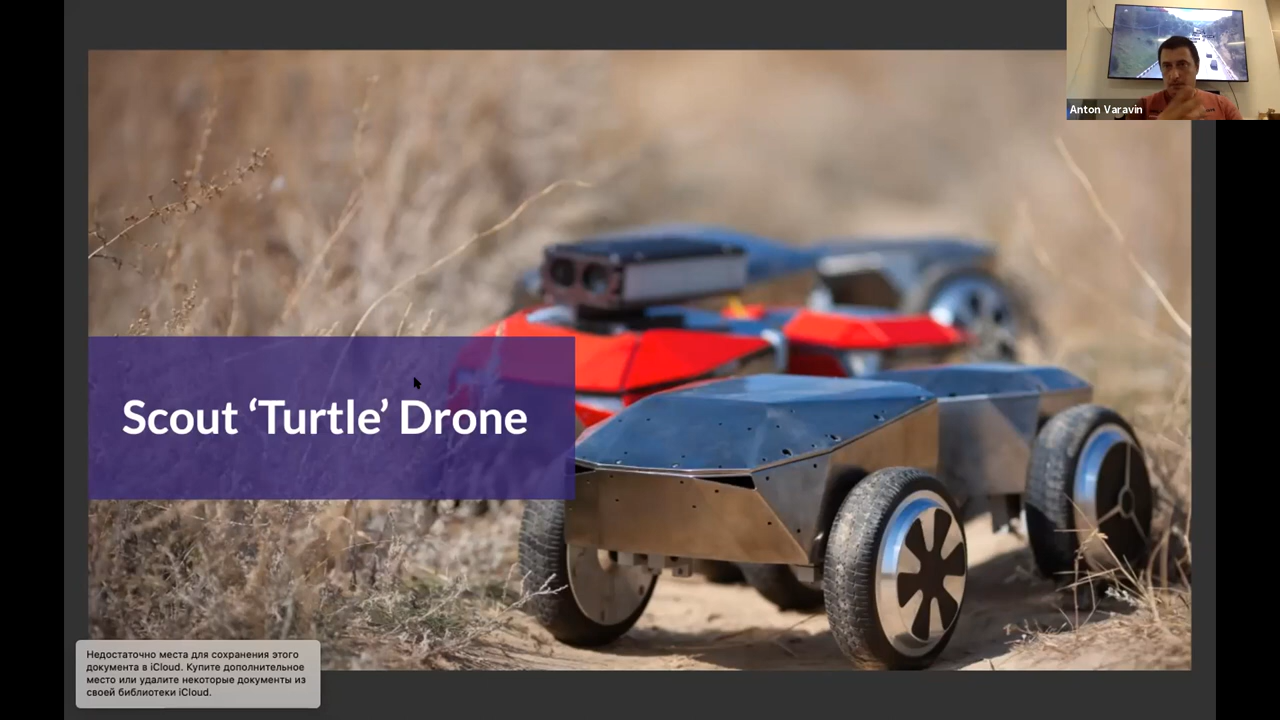 Anton Varavin
Scout ‘Turtle’ Drone
Недостаточно места для сохранения этого
документа в iCloud. Купите дополнительное
место или удалите некоторые документы из
своей библиотеки iCloud.